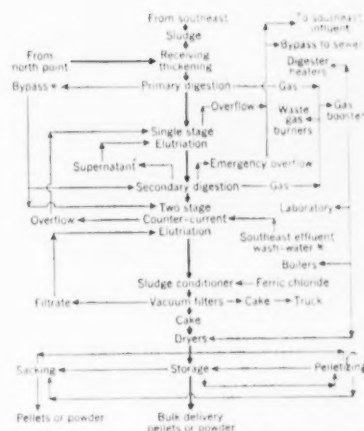 From southeast
To southeast
influent
Sludge
Bypass to sewer
From
north point
Receiving
thickening
Digester
heaters
Bypass
Primary digestion
Gas
Overflow
Waste
gas
burners
Gas
booster
Single stage
Elutriation
Supernatant
Emergency overflow
Secondary digestion
Gas
Two stage
Laboratory
Overflow
Counter-current
Elutriation
Southeast effluent
wash-water
Boilers
Sludge conditioner
Ferric chloride
Filtrate
Vacuum filters
Cake
Truck
Cake
Dryers
Sacking
Storage
Pelletizing
Pellets or powder
Bulk delivery
pellets or powder